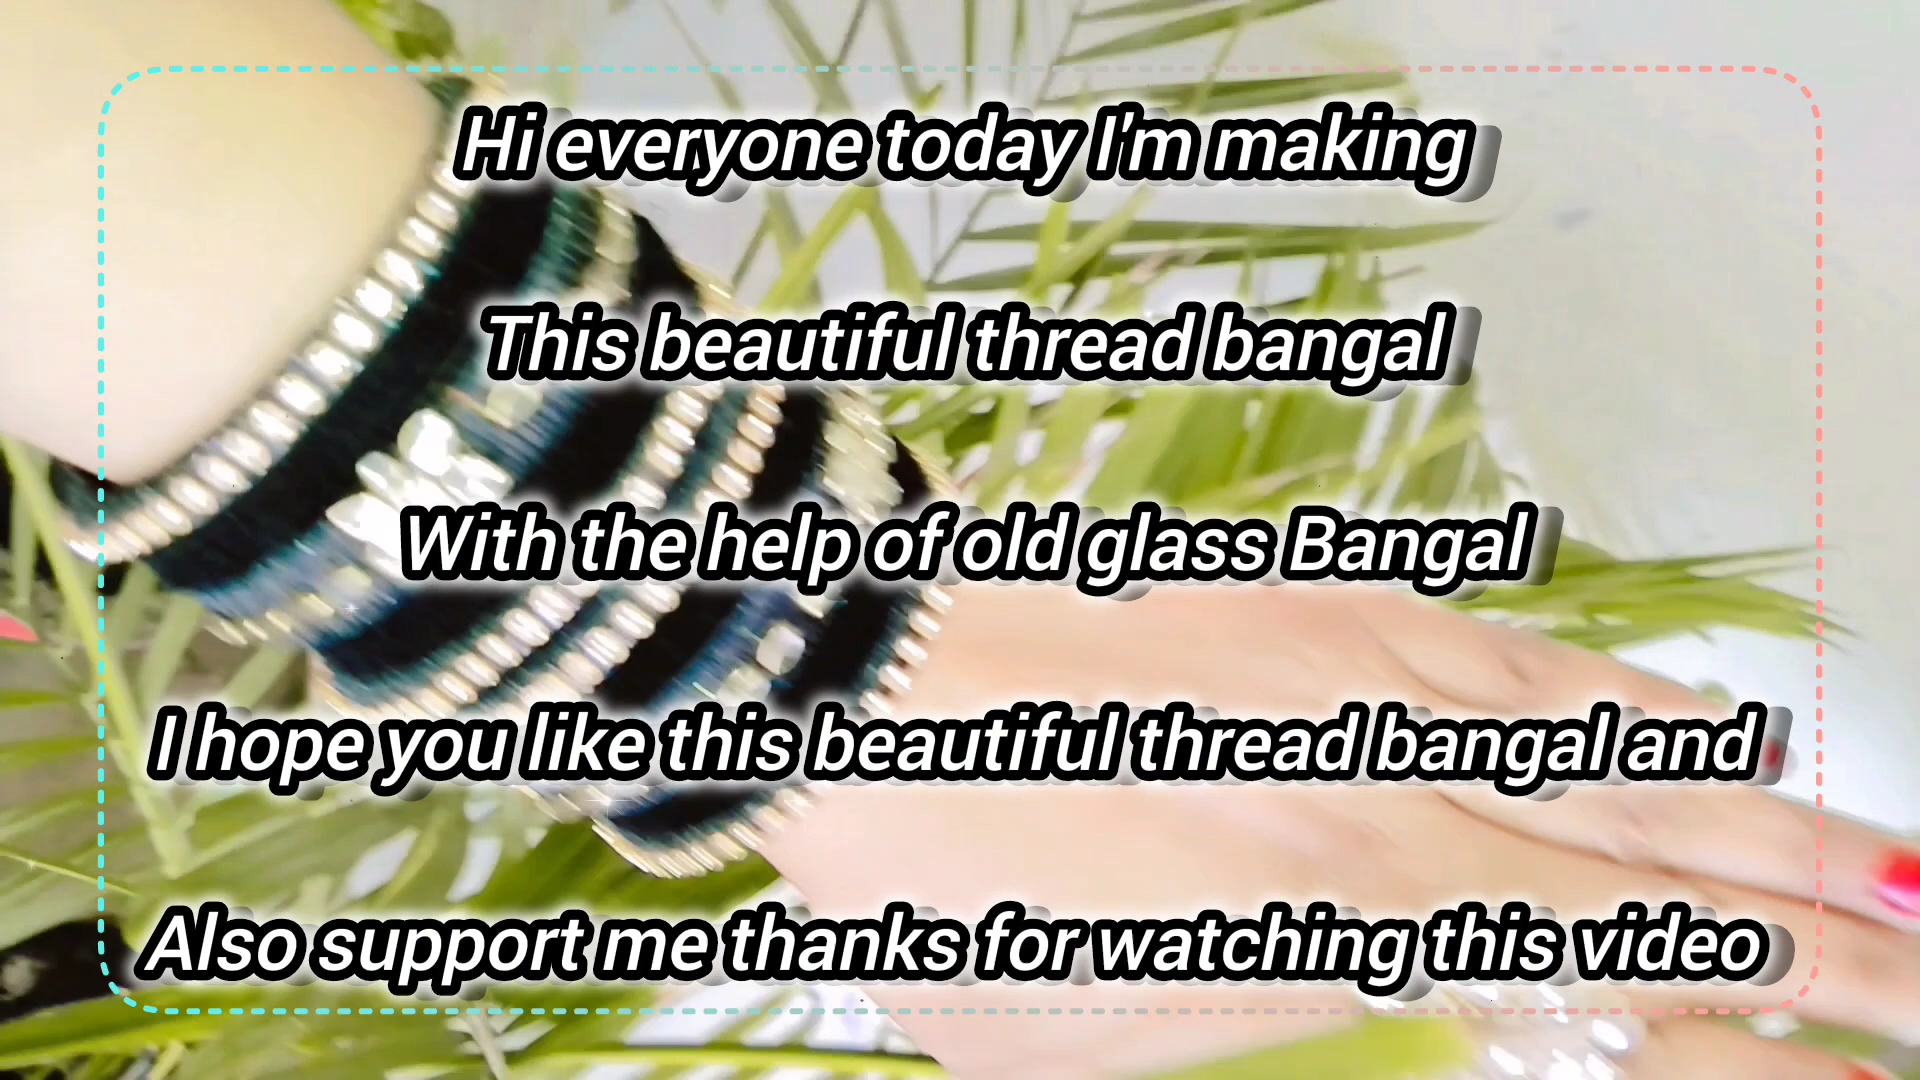 Hi everyone today I'm making
This beautiful thread bangal
With the help of old glass Bangal
I hope you like this beautiful thread bangal and
Also support me thanks for watching this video